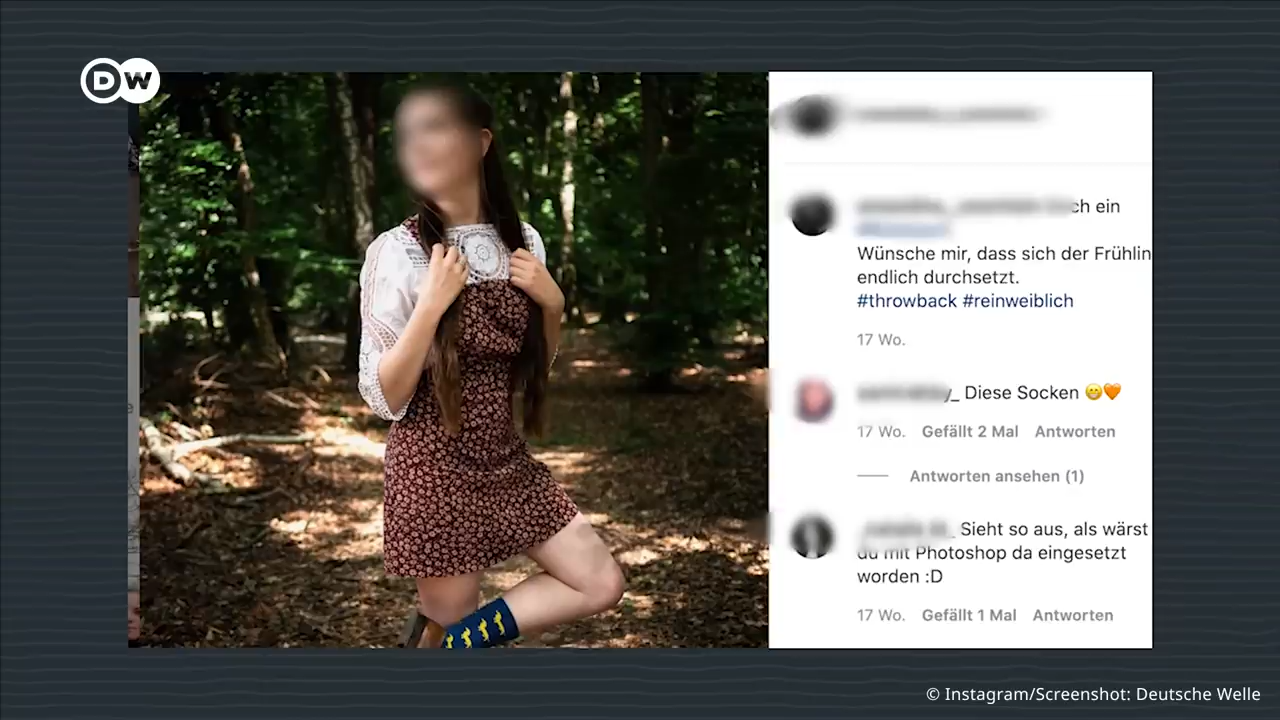 DW
ch ein
Wünsche mir, dass sich der Frühlin
endlich durchsetzt.
#throwback #reinweiblich
17 Wo.
_ Diese Socken 😁🧡
17 Wo. Gefällt 2 Mal Antworten
Antworten ansehen (1)
Sieht so aus, als wärst
du mit Photoshop da eingesetzt
worden :D
17 Wo. Gefällt 1 Mal Antworten
© Instagram/Screenshot: Deutsche Welle